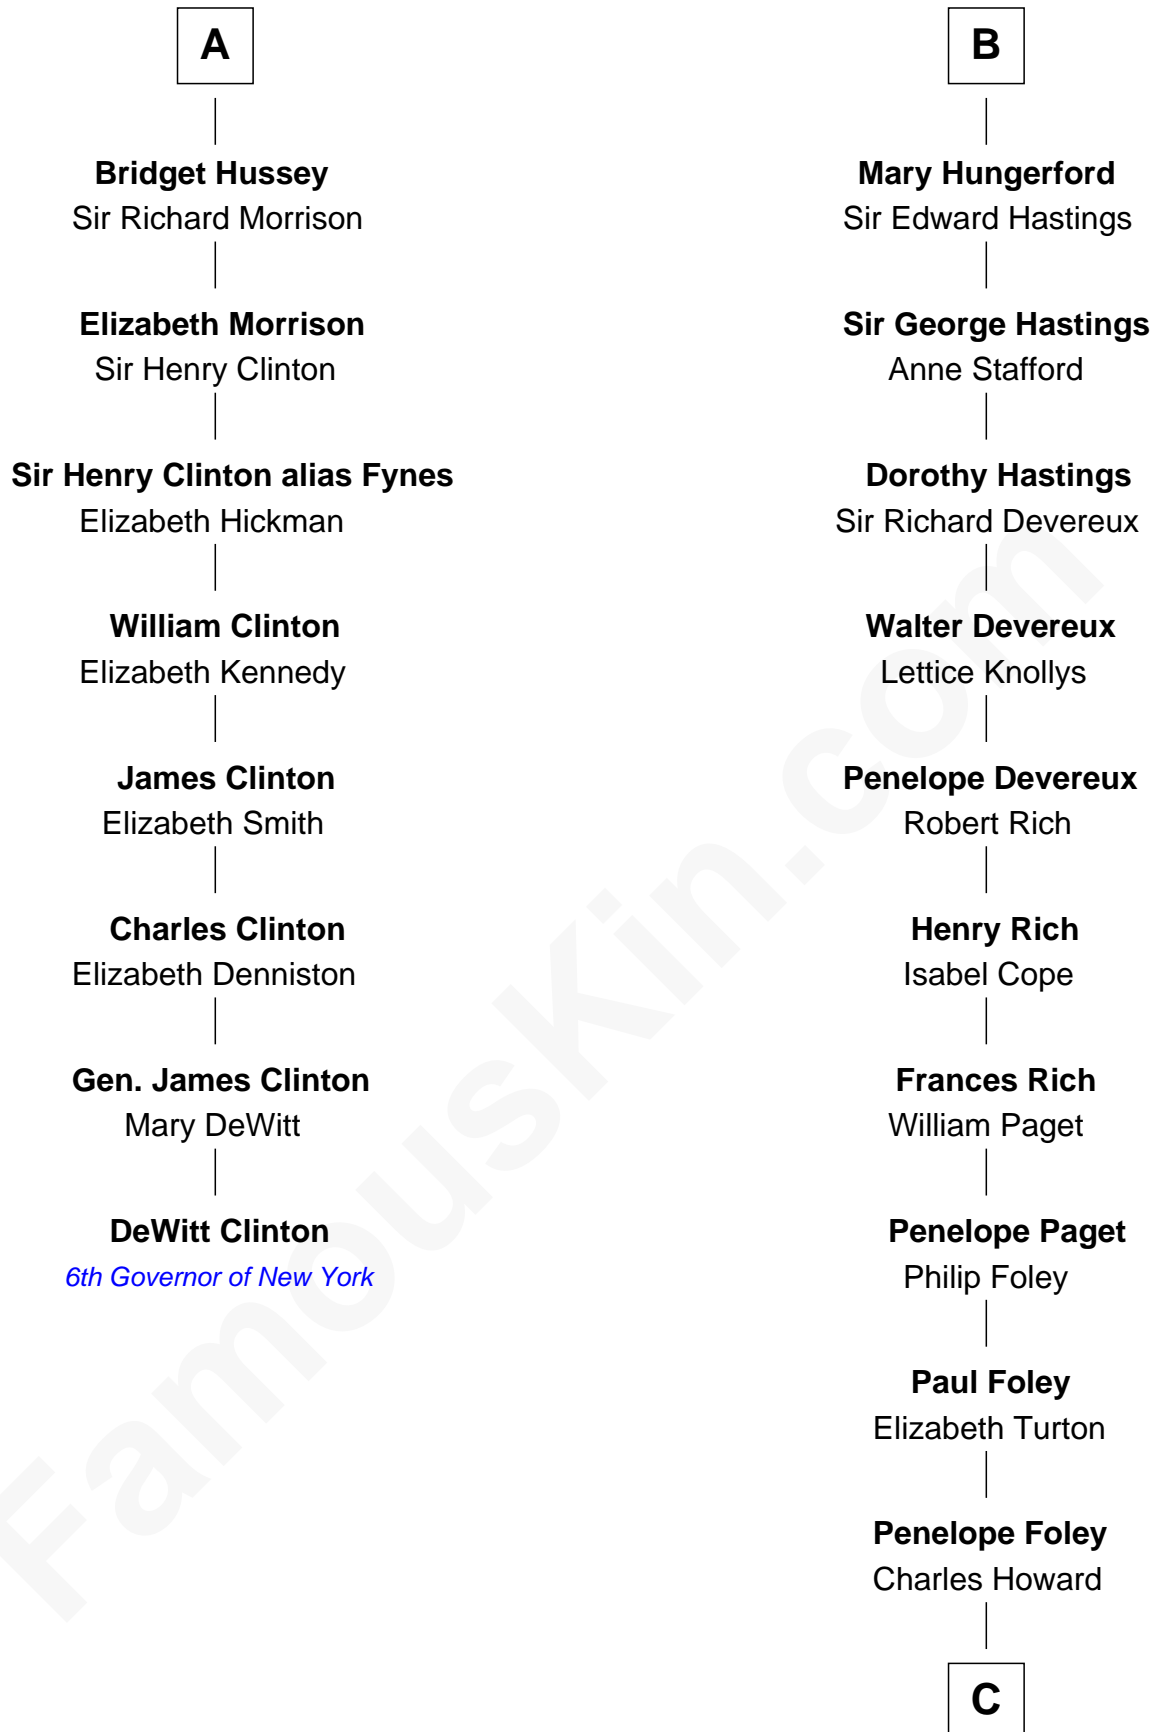 A
Bridget Hussey
Sir Richard Morrison
Elizabeth Morrison
Sir Henry Clinton
Sir Henry Clinton alias Fynes
Elizabeth Hickman
William Clinton
Elizabeth Kennedy
James Clinton
Elizabeth Smith
Charles Clinton
Elizabeth Denniston
Gen. James Clinton
Mary DeWitt
DeWitt Clinton
6th Governor of New York
B
Mary Hungerford
Sir Edward Hastings
Sir George Hastings
Anne Stafford
Dorothy Hastings
Sir Richard Devereux
Walter Devereux
Lettice Knollys
Penelope Devereux
Robert Rich
Henry Rich
Isabel Cope
Frances Rich
William Paget
Penelope Paget
Philip Foley
Paul Foley
Elizabeth Turton
Penelope Foley
Charles Howard
C
FamousKin.com